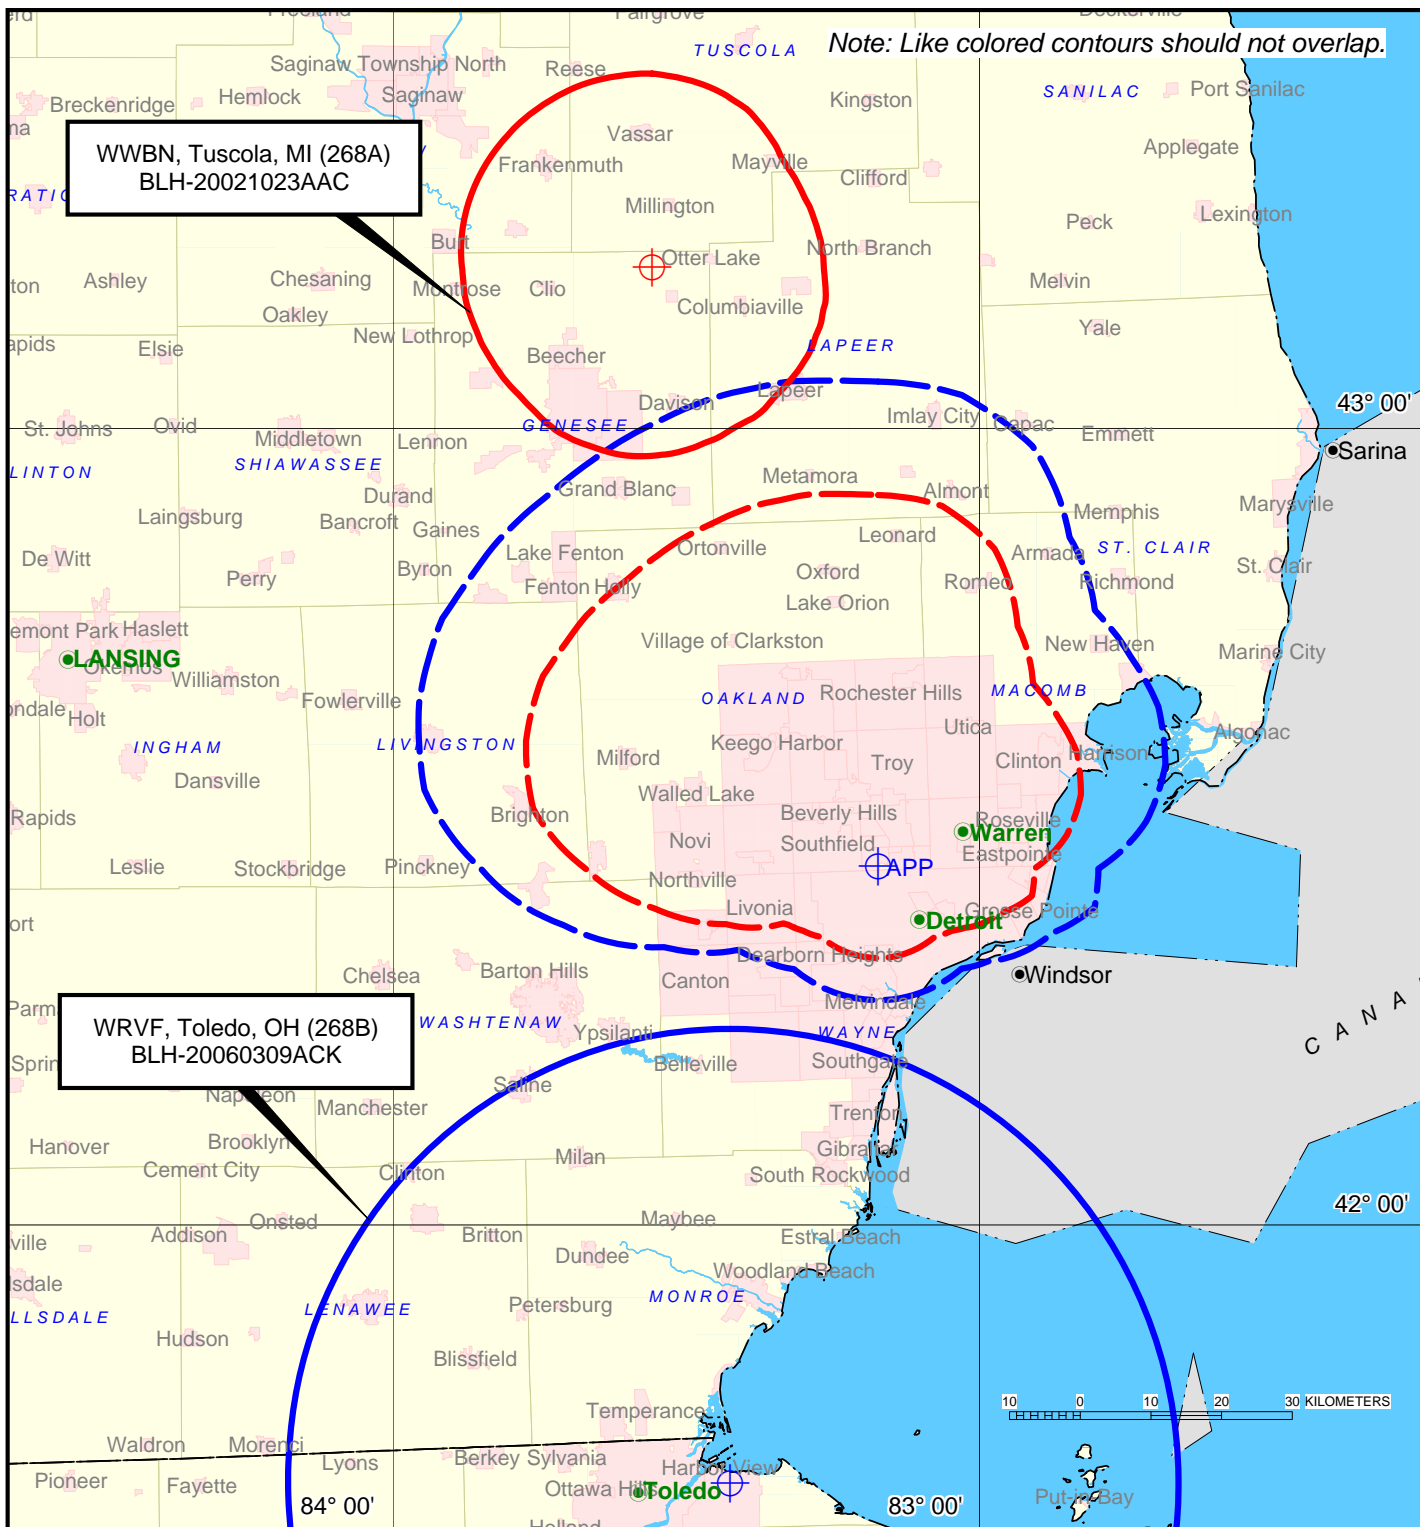 Fairgrove
TUSCOLA
Note: Like colored contours should not overlap.
Saginaw Township North
Reese
Breckenridge
Hemlock
Saginaw
Kingston
SANILAC
Port Sanilac
WWBN, Tuscola, MI (268A)
BLH-20021023AAC
Vassar
Frankenmuth
Mayville
Clifford
Applegate
Millington
Peck
Lexington
Burt
North Branch
Otter Lake
Ashley
Chesaning
Montrose
Clio
Columbiaville
Melvin
Oakley
New Lothrop
Yale
Elsie
Beecher
LAPEER
Lapeer
Davison
43° 00'
St. Johns
Ovid
Middletown
Lennon
GENESEE
Imlay City
Capac
Emmett
Sarina
SHIAWASSEE
Durand
Grand Blanc
Metamora
Almont
Marysville
Laingsburg
Bancroft
Gaines
Memphis
De Witt
Perry
Byron
Lake Fenton
Ortonville
Leonard
Armada
ST. CLAIR
Fenton
Holly
Oxford
Romeo
Richmond
St. Clair
Lake Orion
Haslett
Village of Clarkston
New Haven
Marine City
LANSING
Okemos
Williamston
Fowlerville
OAKLAND
Rochester Hills
MACOMB
Holt
Utica
Algonac
INGHAM
LIVINGSTON
Keego Harbor
Harrison
Dansville
Milford
Troy
Clinton
Walled Lake
Rapids
Brighton
Beverly Hills
Roseville
Warren
Novi
Southfield
Eastpointe
Leslie
Stockbridge
Pinckney
APP
Northville
Livonia
Detroit
Grosse Pointe
Dearborn Heights
Chelsea
Barton Hills
Canton
Windsor
Melvindale
WRVF, Toledo, OH (268B)
BLH-20060309ACK
WASHTENAW
Ypsilanti
WAYNE
Belleville
Southgate
Saline
Napoleon
Manchester
Trenton
Hanover
Brooklyn
Gibraltar
Cement City
Clinton
Milan
South Rockwood
42° 00'
Addison
Onsted
Britton
Maybee
Estral Beach
Dundee
Woodland Beach
LENAWEE
Petersburg
MONROE
Hudson
Blissfield
10 0 10 20 30 KILOMETERS
Temperance
Waldron
Morenci
Lyons
Berkey
Sylvania
Harbor View
Pioneer
Fayette
Ottawa Hills
Toledo
Put-in-Bay
84° 00'
83° 00'
Holland